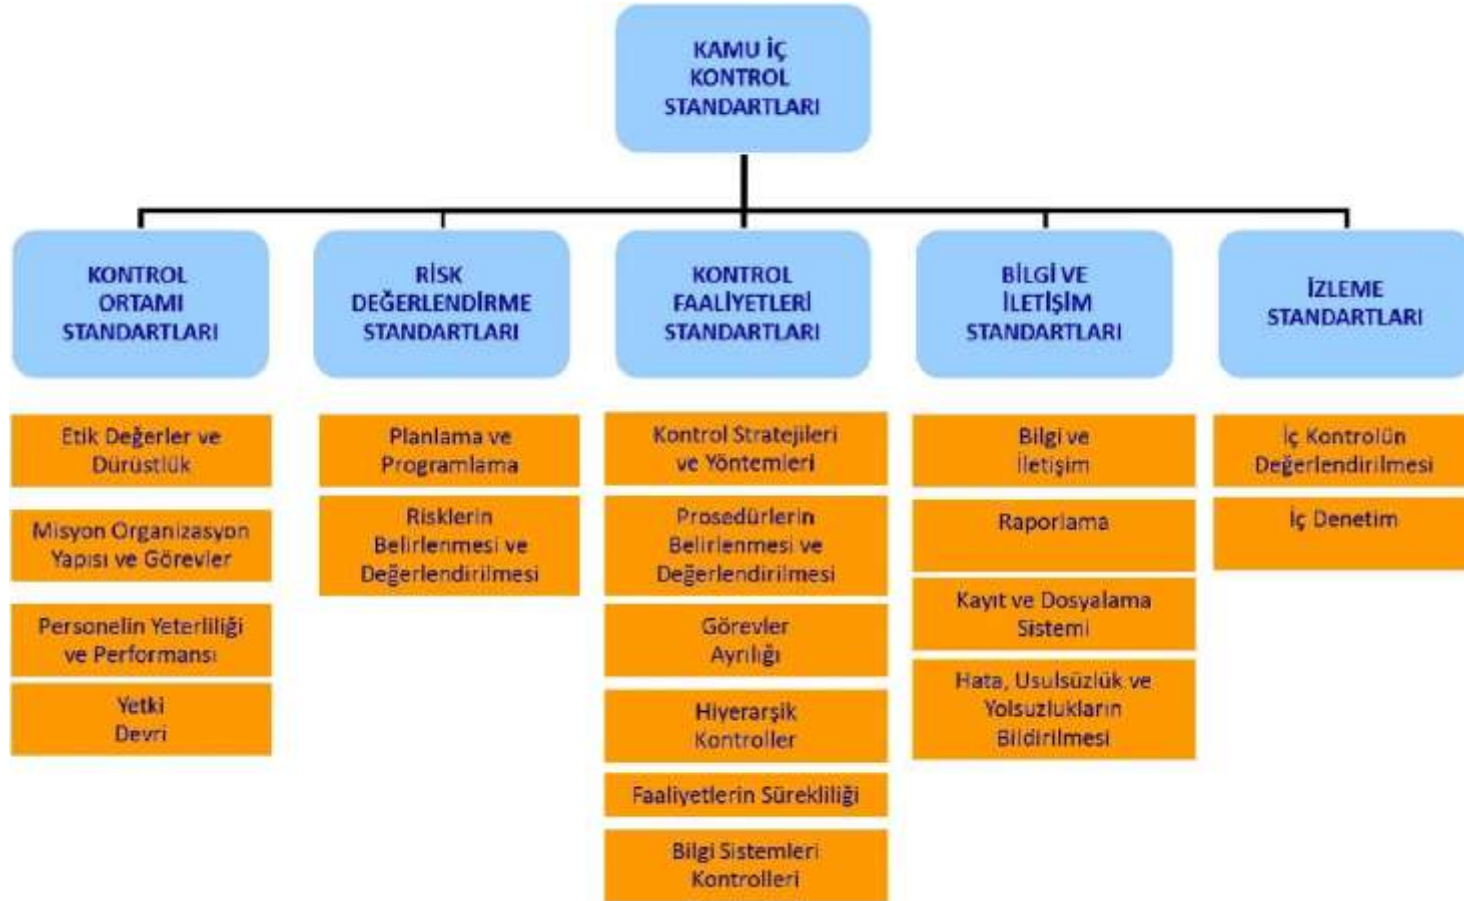 KAMU İÇ
KONTROL
STANDARTLARI
KONTROL
ORTAMI
STANDARTLARI
RİSK
DEĞERLENDİRME
STANDARTLARI
KONTROL
FAALİYETLERİ
STANDARTLARI
BİLGİ VE
İLETİŞİM
STANDARTLARI
İZLEME
STANDARTLARI
Etik Değerler ve
Dürüstlük
Misyon Organizasyon
Yapısı ve Görevler
Personelin Yeterliliği
ve Performansı
Yetki
Devri
Planlama ve
Programlama
Risklerin
Belirlenmesi ve
Değerlendirilmesi
Kontrol Stratejileri
ve Yöntemleri
Prosedürlerin
Belirlenmesi ve
Değerlendirilmesi
Görevler
Ayrılığı
Hiyerarşik
Kontroller
Faaliyetlerin Sürekliliği
Bilgi Sistemleri
Kontrolleri
Bilgi ve
İletişim
Raporlama
Kayıt ve Dosyalama
Sistemi
Hata, Usulsüzlük ve
Yolsuzlukların
Bildirilmesi
İç Kontrolün
Değerlendirilmesi
İç Denetim